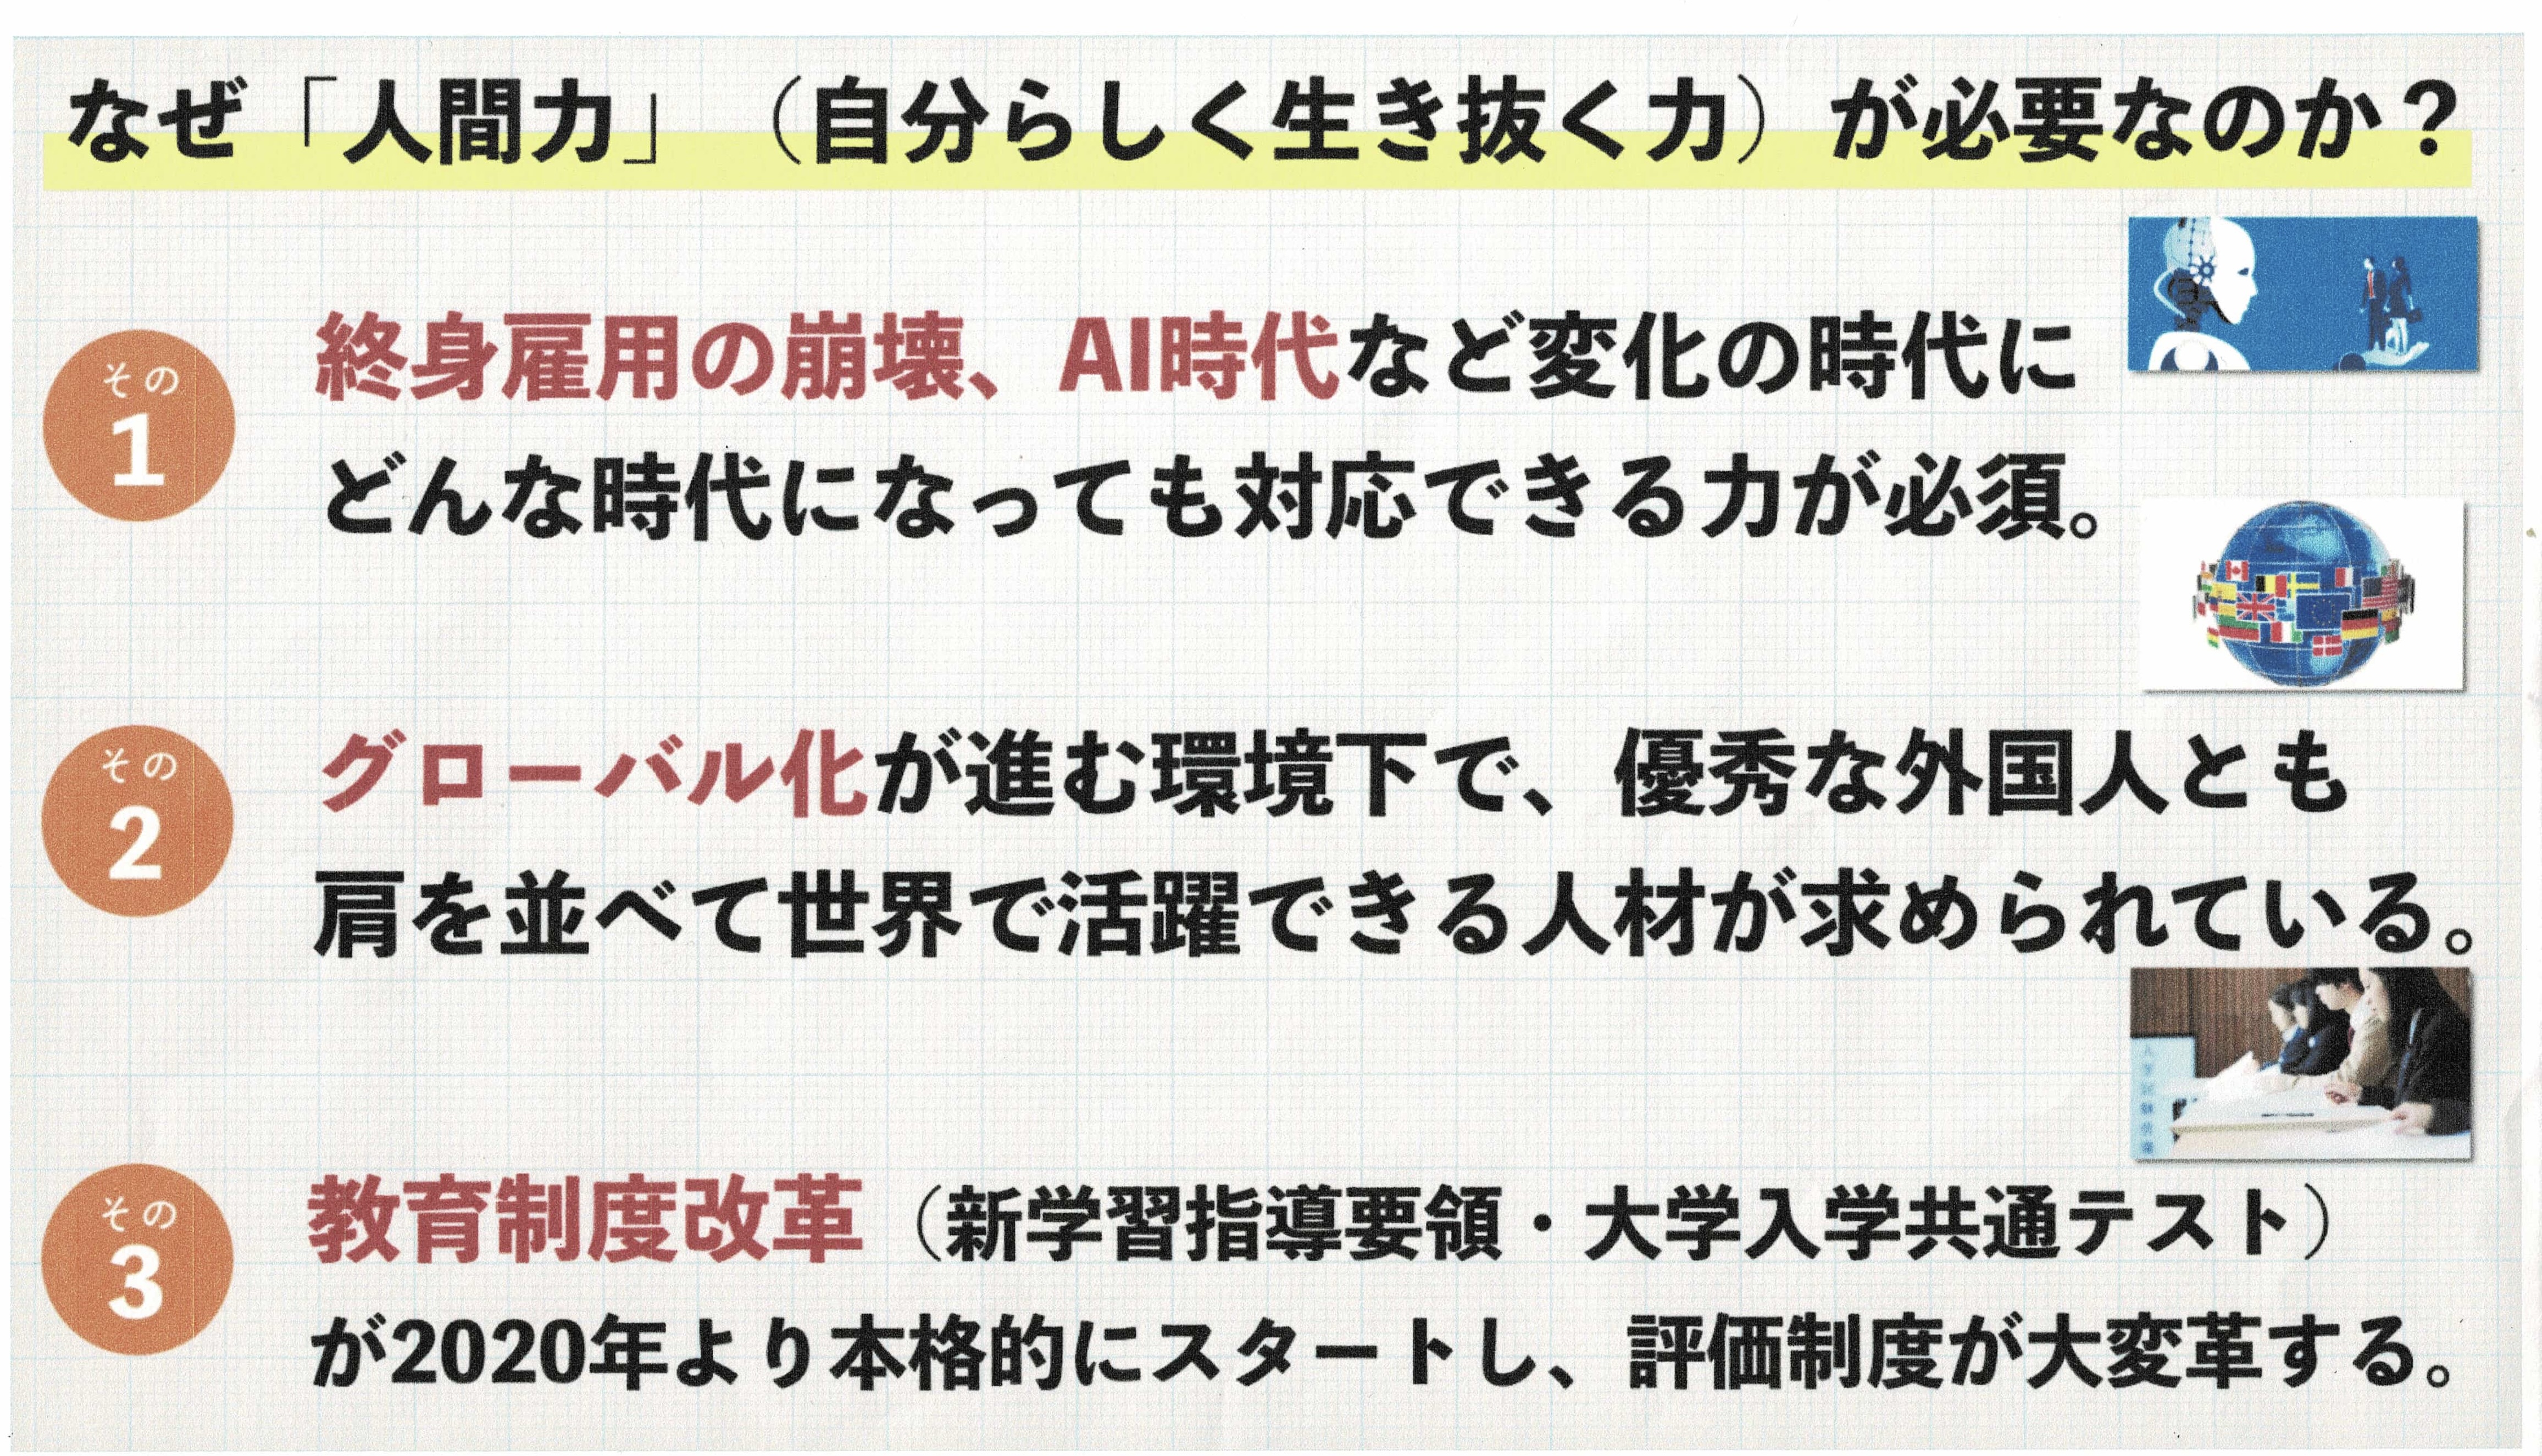 なぜ「人間力」（自分らしく生き抜く力）が必要なのか？
その
1
終身雇用の崩壊、AI時代など変化の時代に
どんな時代になっても対応できる力が必須。
その
2
グローバル化が進む環境下で、優秀な外国人とも
肩を並べて世界で活躍できる人材が求められている。
その
3
教育制度改革（新学習指導要領・大学入学共通テスト）
が2020年より本格的にスタートし、評価制度が大変革する。